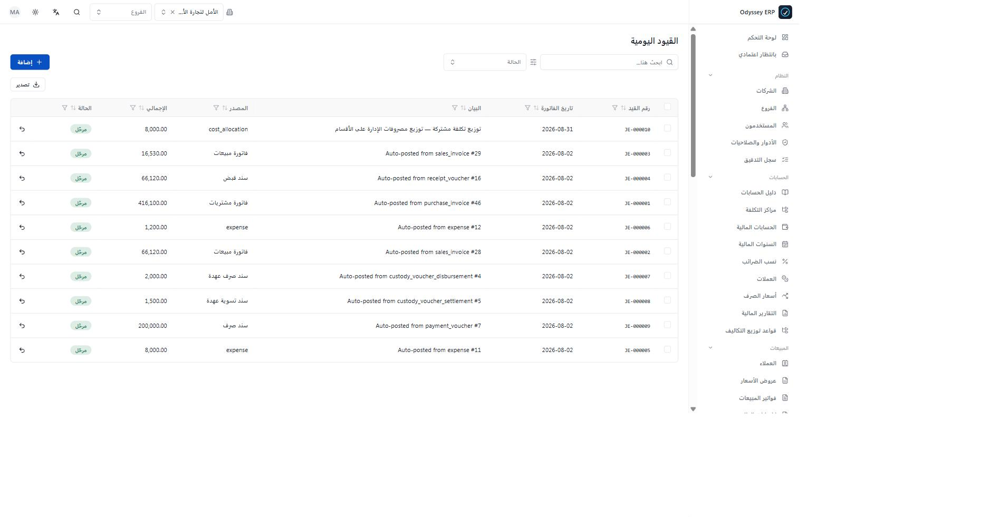 Odyssey ERP
الأمل لتجارة الأ...
الفروع
MA
لوحة التحكم
بانتظار اعتمادي
النظام
الشركات
الفروع
المستخدمون
الأدوار والصلاحيات
سجل التدقيق
الحسابات
دليل الحسابات
مراكز التكلفة
الحسابات المالية
السنوات المالية
نسب الضرائب
العملات
أسعار الصرف
التقارير المالية
قواعد توزيع التكاليف
المبيعات
العملاء
عروض الأسعار
فواتير المبيعات
القيود اليومية
ابحث هنا...
الحالة
إضافة
تصدير
رقم القيد تاريخ الفاتورة البيان المصدر الإجمالي الحالة
JE-000010 2026-08-31 توزيع تكلفة مشتركة — توزيع مصروفات الإدارة على الأقسام cost_allocation 8,000.00 مرحّل
JE-000003 2026-08-02 Auto-posted from sales_invoice #29 فاتورة مبيعات 16,530.00 مرحّل
JE-000004 2026-08-02 Auto-posted from receipt_voucher #16 سند قبض 66,120.00 مرحّل
JE-000001 2026-08-02 Auto-posted from purchase_invoice #46 فاتورة مشتريات 416,100.00 مرحّل
JE-000006 2026-08-02 Auto-posted from expense #12 expense 1,200.00 مرحّل
JE-000002 2026-08-02 Auto-posted from sales_invoice #28 فاتورة مبيعات 66,120.00 مرحّل
JE-000007 2026-08-02 Auto-posted from custody_voucher_disbursement #4 سند صرف عهدة 2,000.00 مرحّل
JE-000008 2026-08-02 Auto-posted from custody_voucher_settlement #5 سند تسوية عهدة 1,500.00 مرحّل
JE-000009 2026-08-02 Auto-posted from payment_voucher #7 سند صرف 200,000.00 مرحّل
JE-000005 2026-08-02 Auto-posted from expense #11 expense 8,000.00 مرحّل